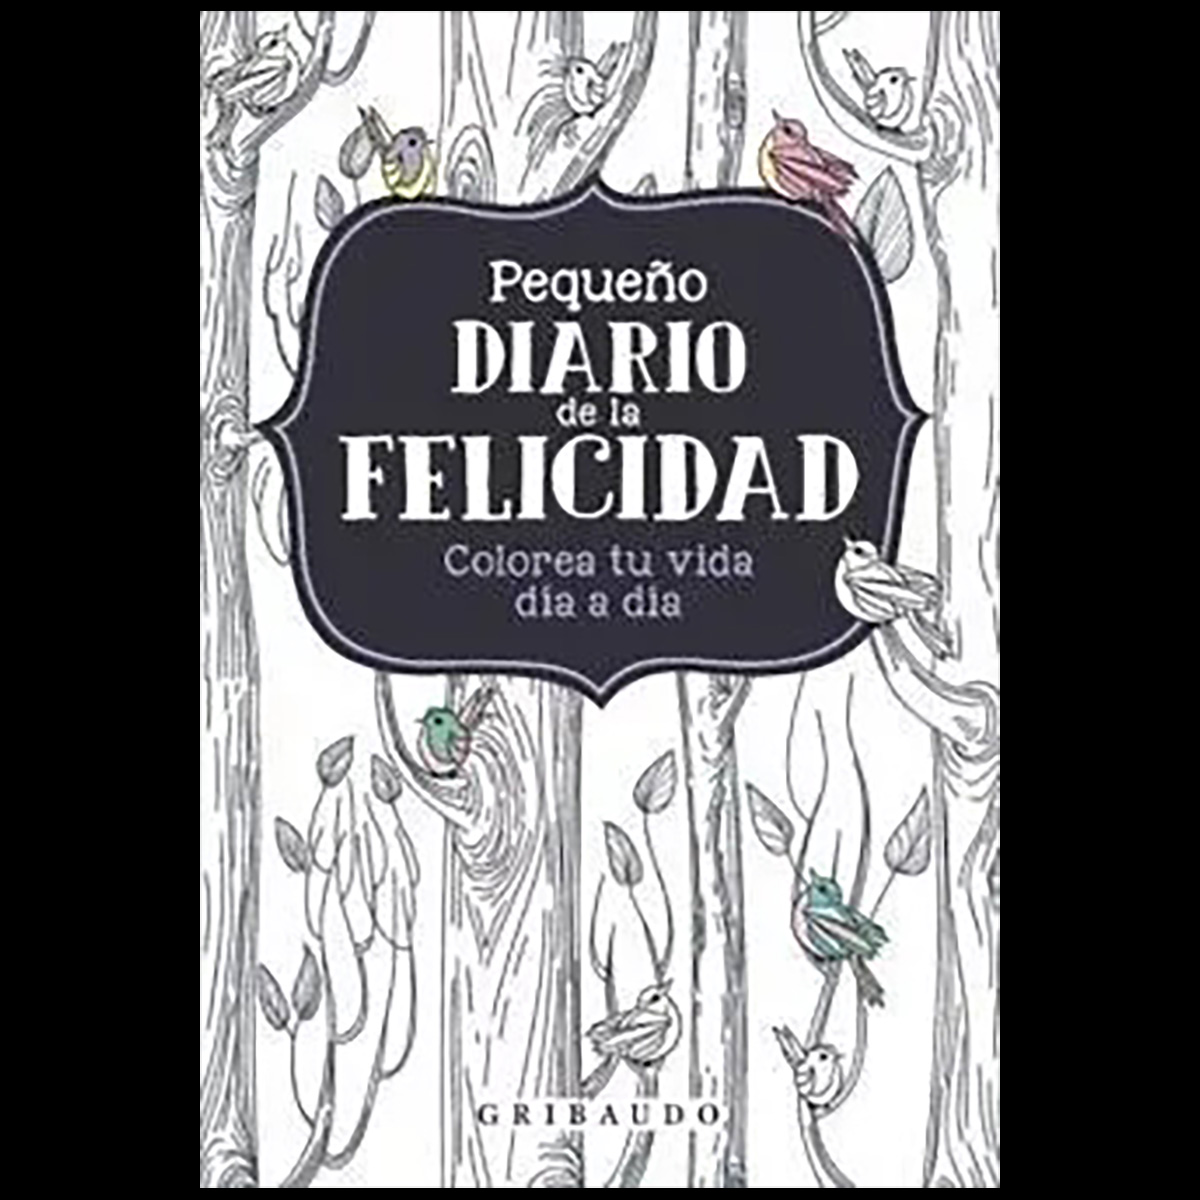 Pequeño
DIARIO
de la
FELICIDAD
Colorea tu vida
día a día
GRIBAUDO